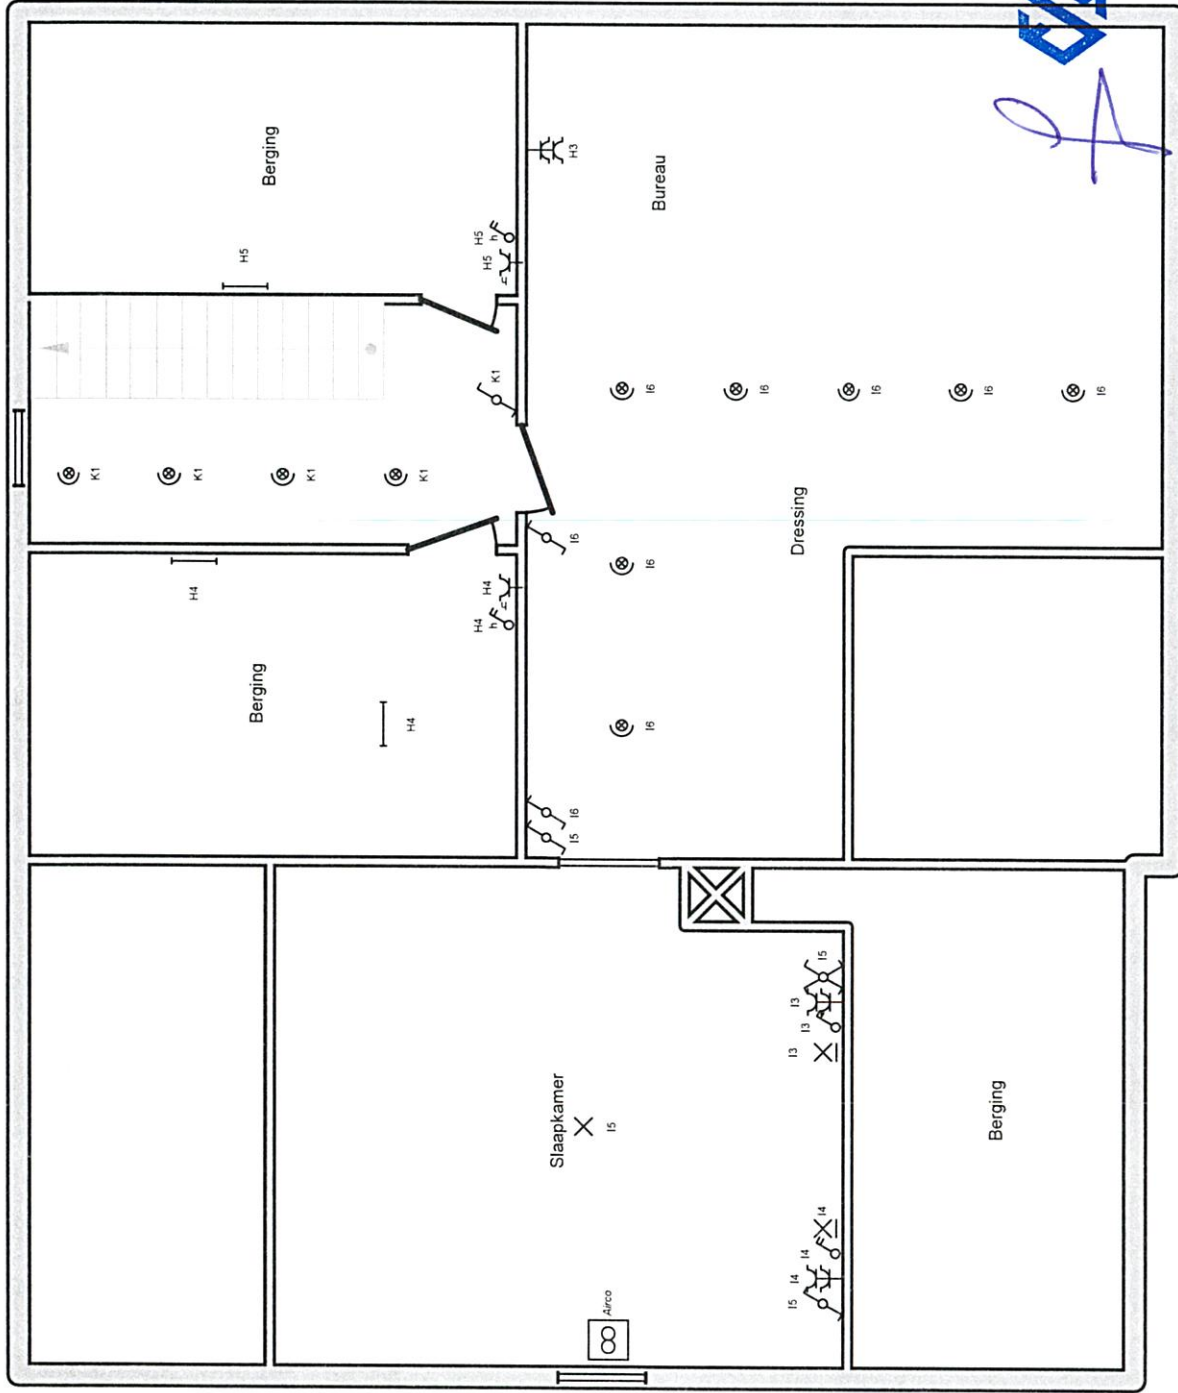 Berging
H5
H5
H5
h
H3
Bureau
K1
K1
K1
K1
K1
I6
I6
I6
I6
I6
Dressing
I6
I6
I6
I6
I5
H4
H4
H4
h
H4
Berging
Slaapkamer
I5
I5
I3
I3
I3
I4
I4
I4
I5
Airco
Berging